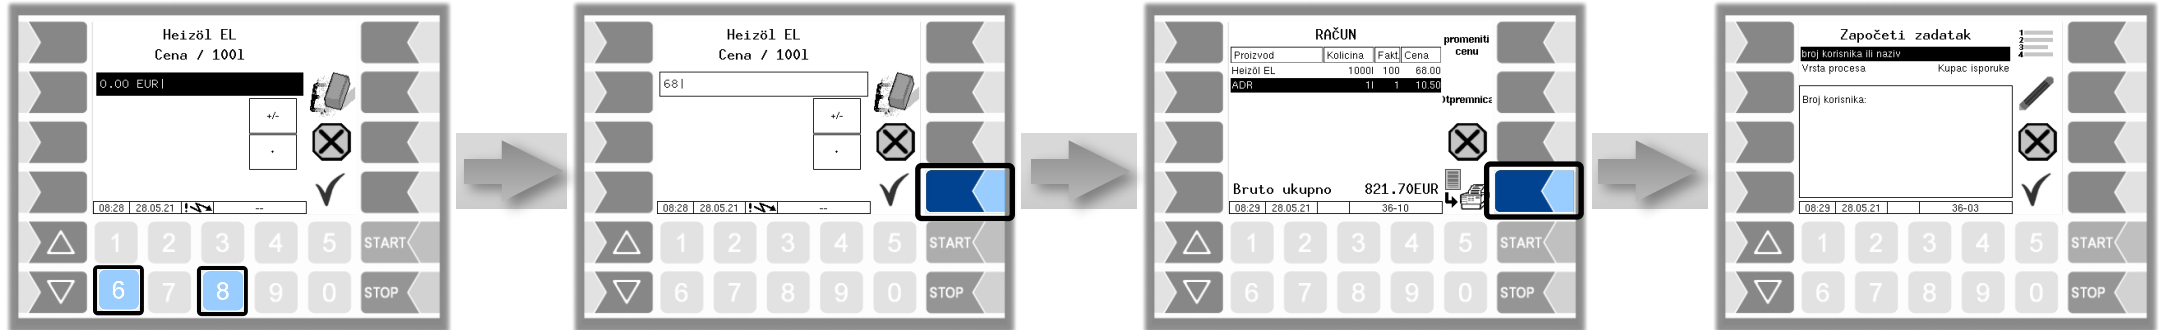 Heizöl EL
Cena / 100l
0.00 EUR|
+/-
.
08:28 28.05.21 --
1 2 3 4 5 START
6 7 8 9 0 STOP
Heizöl EL
Cena / 100l
68|
+/-
.
08:28 28.05.21 --
1 2 3 4 5 START
6 7 8 9 0 STOP
RAČUN
promeniti
cenu
Proizvod Kolicina Fakt. Cena
Heizöl EL 1000l 100 68.00
ADR 1l 1 10.50
Otpremnica
Bruto ukupno 821.70EUR
08:29 28.05.21 36-10
1 2 3 4 5 START
6 7 8 9 0 STOP
Započeti zadatak
broj korisnika ili naziv
Vrsta procesa Kupac isporuke
Broj korisnika:
1
2
3
4
08:29 28.05.21 36-03
1 2 3 4 5 START
6 7 8 9 0 STOP